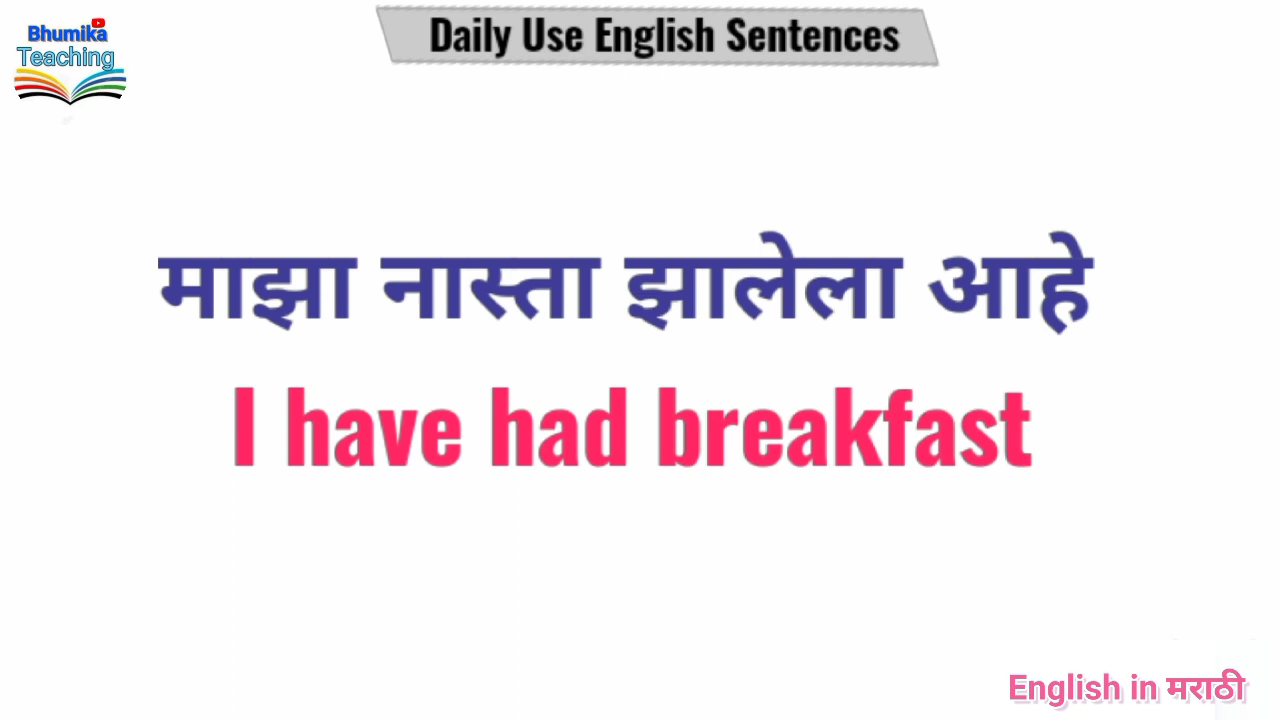 Bhumika
Teaching
Daily Use English Sentences
माझा नास्ता झालेला आहे
I have had breakfast
English in मराठी